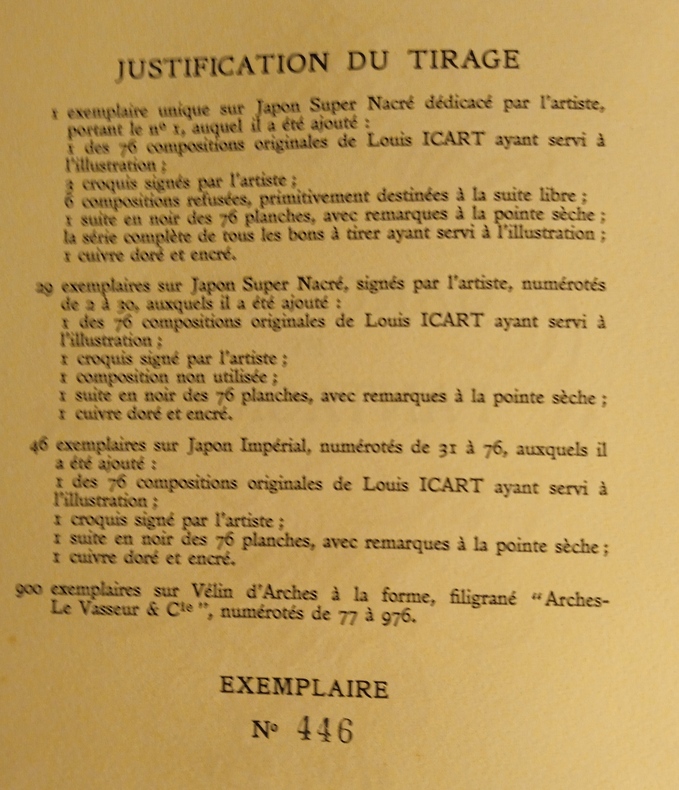 JUSTIFICATION DU TIRAGE
1 exemplaire unique sur Japon Super Nacré dédicacé par l'artiste,
portant le nº 1, auquel il a été ajouté :
1 des 76 compositions originales de Louis ICART ayant servi à
l'illustration ;
3 croquis signés par l'artiste ;
6 compositions refusées, primitivement destinées à la suite libre ;
1 suite en noir des 76 planches, avec remarques à la pointe sèche ;
la série complète de tous les bons à tirer ayant servi à l'illustration ;
1 cuivre doré et encré.
29 exemplaires sur Japon Super Nacré, signés par l'artiste, numérotés
de 2 à 30, auxquels il a été ajouté :
1 des 76 compositions originales de Louis ICART ayant servi à
l'illustration ;
1 croquis signé par l'artiste ;
1 composition non utilisée ;
1 suite en noir des 76 planches, avec remarques à la pointe sèche ;
1 cuivre doré et encré.
46 exemplaires sur Japon Impérial, numérotés de 31 à 76, auxquels il
a été ajouté :
1 des 76 compositions originales de Louis ICART ayant servi à
l'illustration ;
1 croquis signé par l'artiste ;
1 suite en noir des 76 planches, avec remarques à la pointe sèche ;
1 cuivre doré et encré.
900 exemplaires sur Vélin d'Arches à la forme, filigrané "Arches-
Le Vasseur & Cie", numérotés de 77 à 976.
EXEMPLAIRE
Nº 446